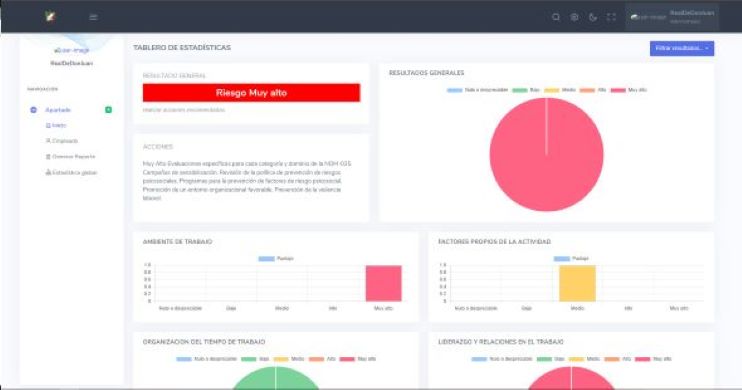 user-image
RealDeDonJuan
user-image
RealDeDonJuan
TABLERO DE ESTADÍSTICAS
Filtrar resultados..
NAVEGACIÓN
Apartado
Inicio
Empleado
Generar Reporte
Estadística global
RESULTADO GENERAL
Riesgo Muy alto
realizar acciones encomendadas
ACCIONES
Muy Alto Evaluaciones específicas para cada categoría y dominio de la NOM-035.
Campañas de sensibilización. Revisión de la política de prevención de riesgos
psicosociales. Programas para la prevención de factores de riesgo psicosocial.
Promoción de un entorno organizacional favorable. Prevención de la violencia
laboral.
RESULTADOS GENERALES
Nulo o despreciable Bajo Medio Alto Muy alto
AMBIENTE DE TRABAJO
Puntaje
1.0
0.8
0.6
0.4
0.2
0
Nulo o despreciable Bajo Medio Alto Muy alto
FACTORES PROPIOS DE LA ACTIVIDAD
Puntaje
1.0
0.8
0.6
0.4
0.2
0
Nulo o despreciable Bajo Medio Alto Muy alto
ORGANIZACION DEL TIEMPO DE TRABAJO
Nulo o despreciable Bajo Medio Alto Muy alto
LIDERAZGO Y RELACIONES EN EL TRABAJO
Nulo o despreciable Bajo Medio Alto Muy alto